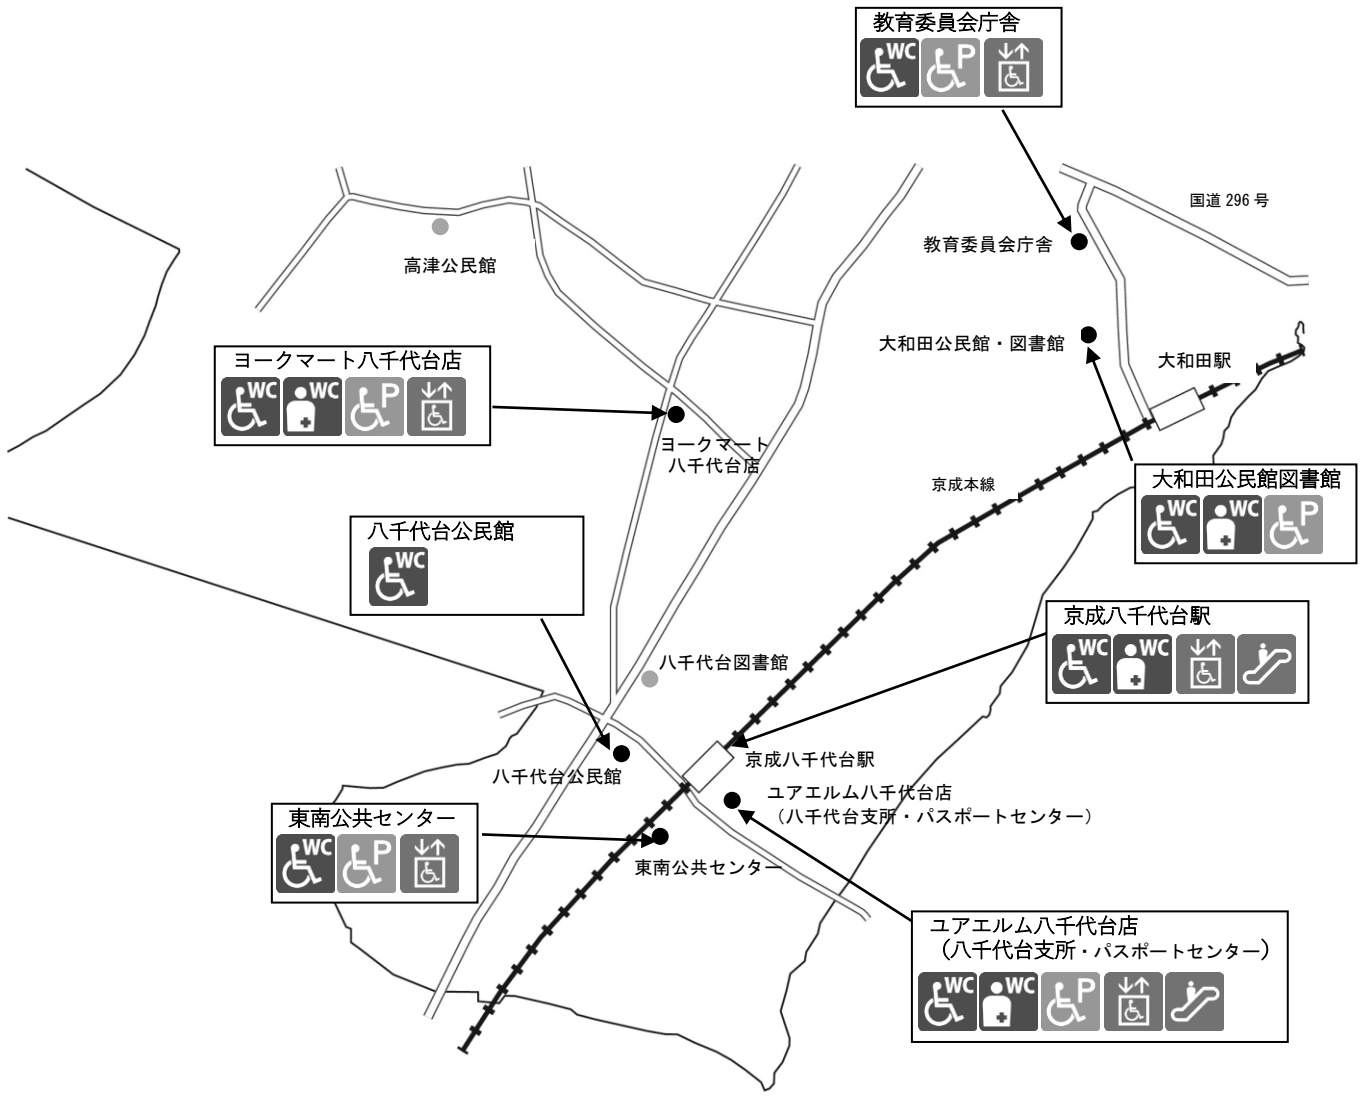 教育委員会庁舎
WC P
国道 296 号
教育委員会庁舎
高津公民館
大和田公民館・図書館
大和田駅
ヨークマート八千代台店
WC WC P
ヨークマート
八千代台店
京成本線
大和田公民館図書館
WC WC P
八千代台公民館
WC
京成八千代台駅
WC WC
八千代台図書館
京成八千代台駅
八千代台公民館
ユアエルム八千代台店
（八千代台支所・パスポートセンター）
東南公共センター
WC P
東南公共センター
ユアエルム八千代台店
（八千代台支所・パスポートセンター）
WC WC P